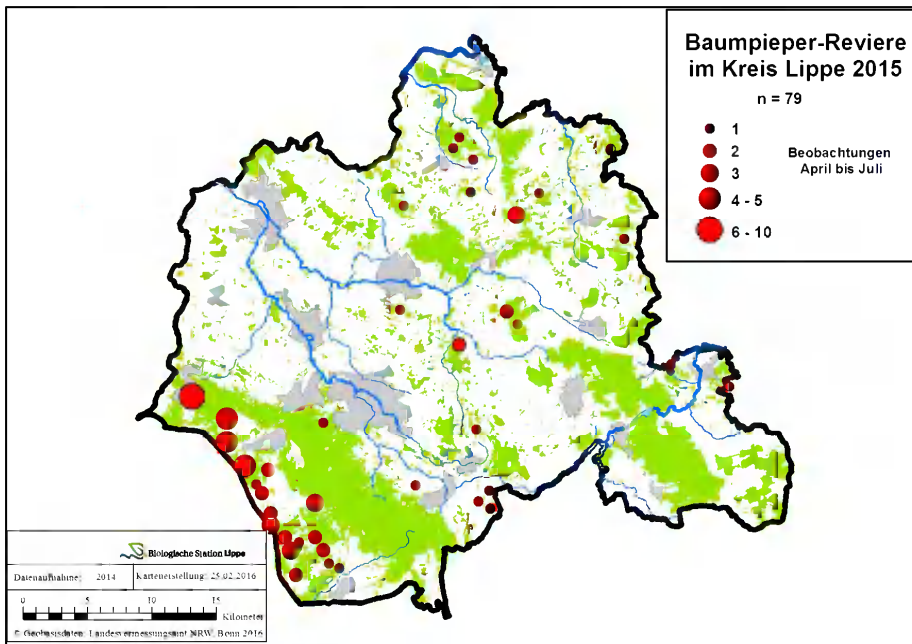 Baumpieper-Reviere
im Kreis Lippe 2015
n = 79
1
2
3
4 - 5
6 - 10
Beobachtungen
April bis Juli
Biologische Station Lippe
Datenaufnahme: 2014 Kartenerstellung: 25.02.2016
0 5 10 15
Kilometer
© Geobasisdaten: Landesvermessungsamt NRW, Bonn 2016